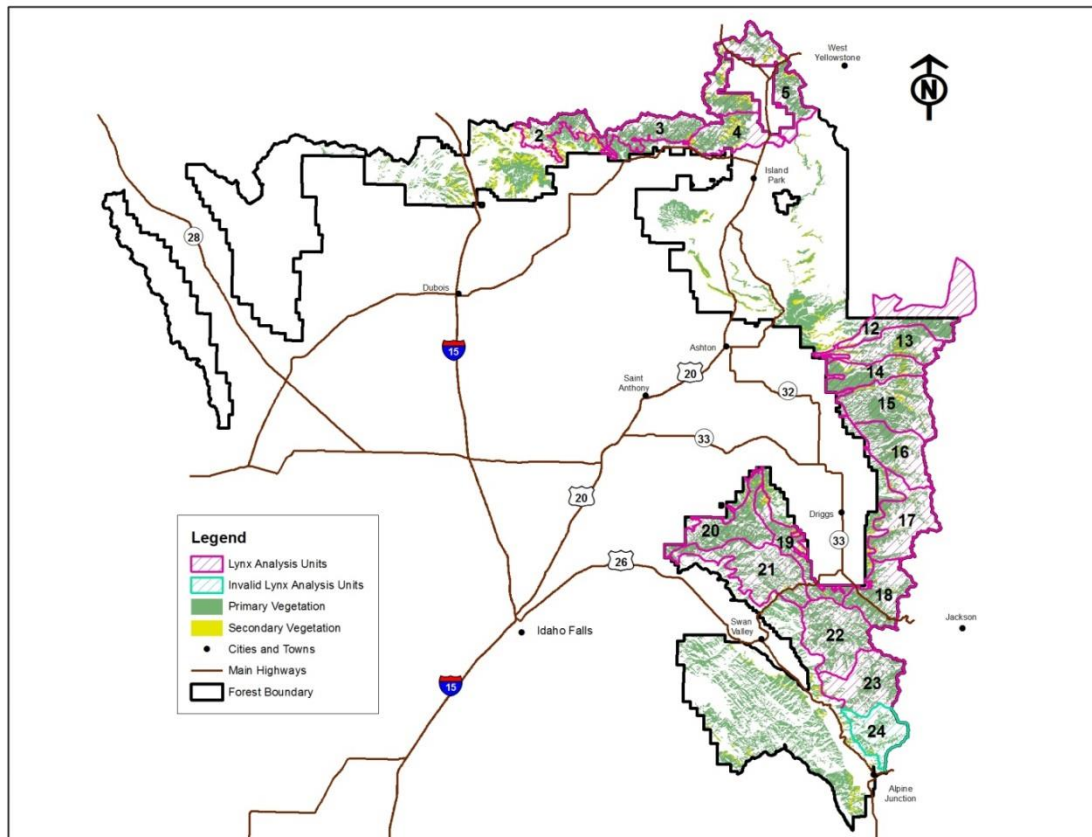 West
Yellowstone
N
5
2
3
4
Island
Park
28
Dubois
12
13
15
Ashton
14
20
Saint
Anthony
32
15
33
16
20
Driggs
17
20
19
33
Legend
Lynx Analysis Units
Invalid Lynx Analysis Units
Primary Vegetation
Secondary Vegetation
Cities and Towns
Main Highways
Forest Boundary
26
21
18
Idaho Falls
Swan
Valley
22
Jackson
15
23
24
Alpine
Junction